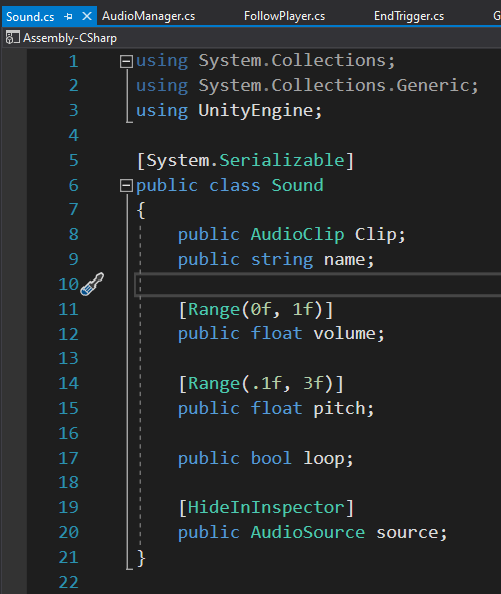 Sound.cs AudioManager.cs FollowPlayer.cs EndTrigger.cs
Assembly-CSharp
1 using System.Collections;
2 using System.Collections.Generic;
3 using UnityEngine;
4
5 [System.Serializable]
6 public class Sound
7 {
8 public AudioClip Clip;
9 public string name;
10
11 [Range(0f, 1f)]
12 public float volume;
13
14 [Range(.1f, 3f)]
15 public float pitch;
16
17 public bool loop;
18
19 [HideInInspector]
20 public AudioSource source;
21 }
22